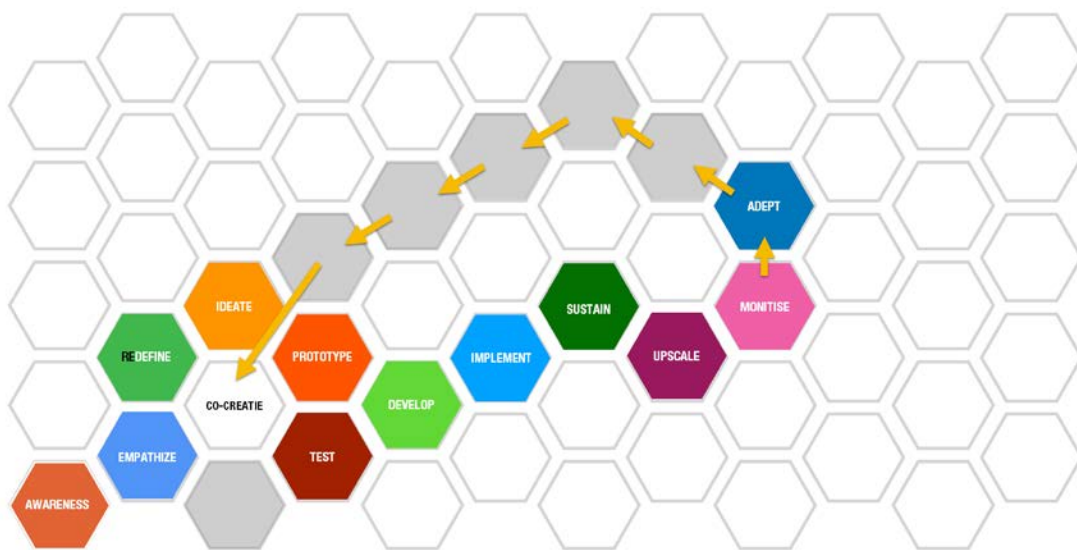 ADEPT
IDEATE
SUSTAIN
MONITISE
REDEFINE
PROTOTYPE
IMPLEMENT
UPSCALE
CO-CREATIE
DEVELOP
EMPATHIZE
TEST
AWARENESS